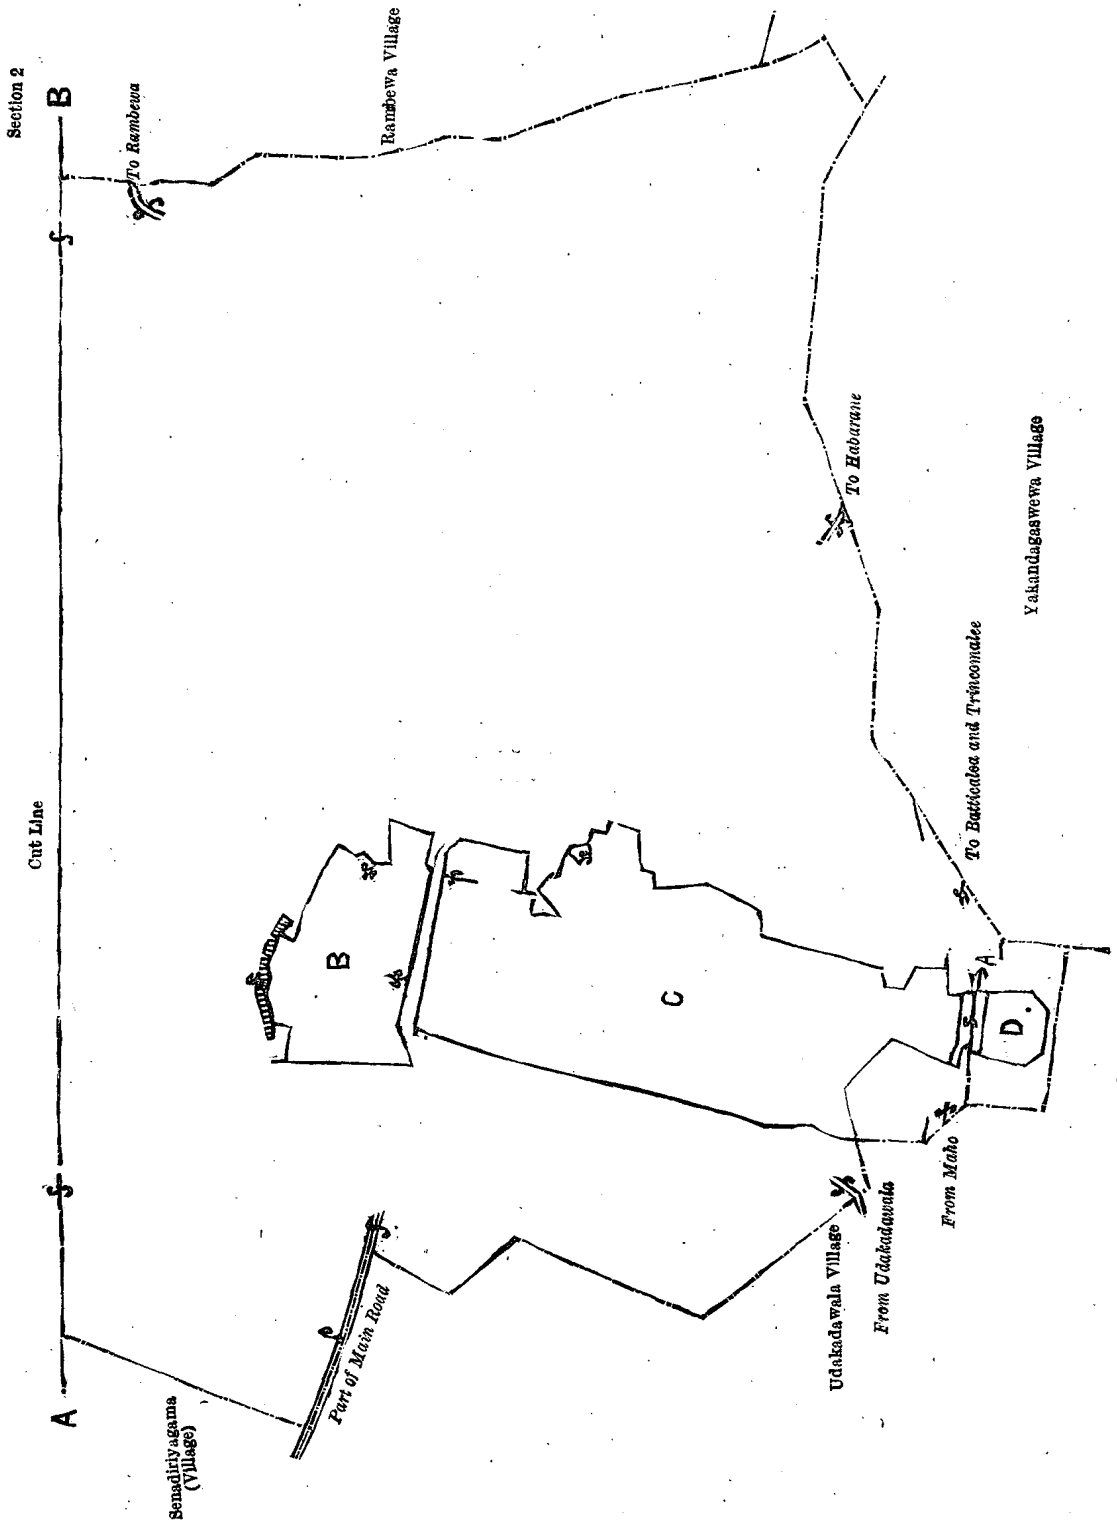 Section 2
Cut Line
A
B
Senadiriyagama
(Village)
To Rambewa
Rambewa Village
Part of Main Road
B
C
D.
A
Udakadawala Village
From Udakadawala
From Maho
To Batticaloa and Trincomalee
To Habarane
Yakandagaswewa Village